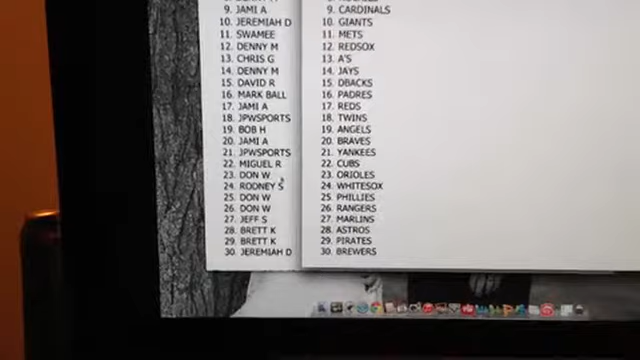 9. JAMI A
10. JEREMIAH D
11. SWAMEE
12. DENNY M
13. CHRIS G
14. DENNY M
15. DAVID R
16. MARK BALL
17. JAMI A
18. JPWSPORTS
19. BOB H
20. JAMI A
21. JPWSPORTS
22. MIGUEL R
23. DON W
24. RODNEY S
25. DON W
26. DON W
27. JEFF S
28. BRETT K
29. BRETT K
30. JEREMIAH D
9. CARDINALS
10. GIANTS
11. METS
12. REDSOX
13. A'S
14. JAYS
15. DBACKS
16. PADRES
17. REDS
18. TWINS
19. ANGELS
20. BRAVES
21. YANKEES
22. CUBS
23. ORIOLES
24. WHITESOX
25. PHILLIES
26. RANGERS
27. MARLINS
28. ASTROS
29. PIRATES
30. BREWERS